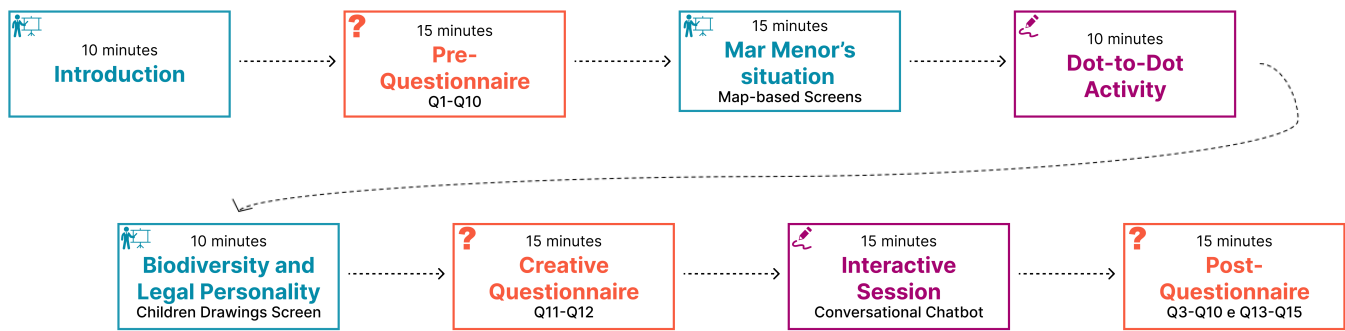 10 minutes
Introduction
15 minutes
Pre-
Questionnaire
Q1-Q10
15 minutes
Mar Menor’s
situation
Map-based Screens
10 minutes
Dot-to-Dot
Activity
10 minutes
Biodiversity and
Legal Personality
Children Drawings Screen
15 minutes
Creative
Questionnaire
Q11-Q12
15 minutes
Interactive
Session
Conversational Chatbot
15 minutes
Post-
Questionnaire
Q3-Q10 e Q13-Q15